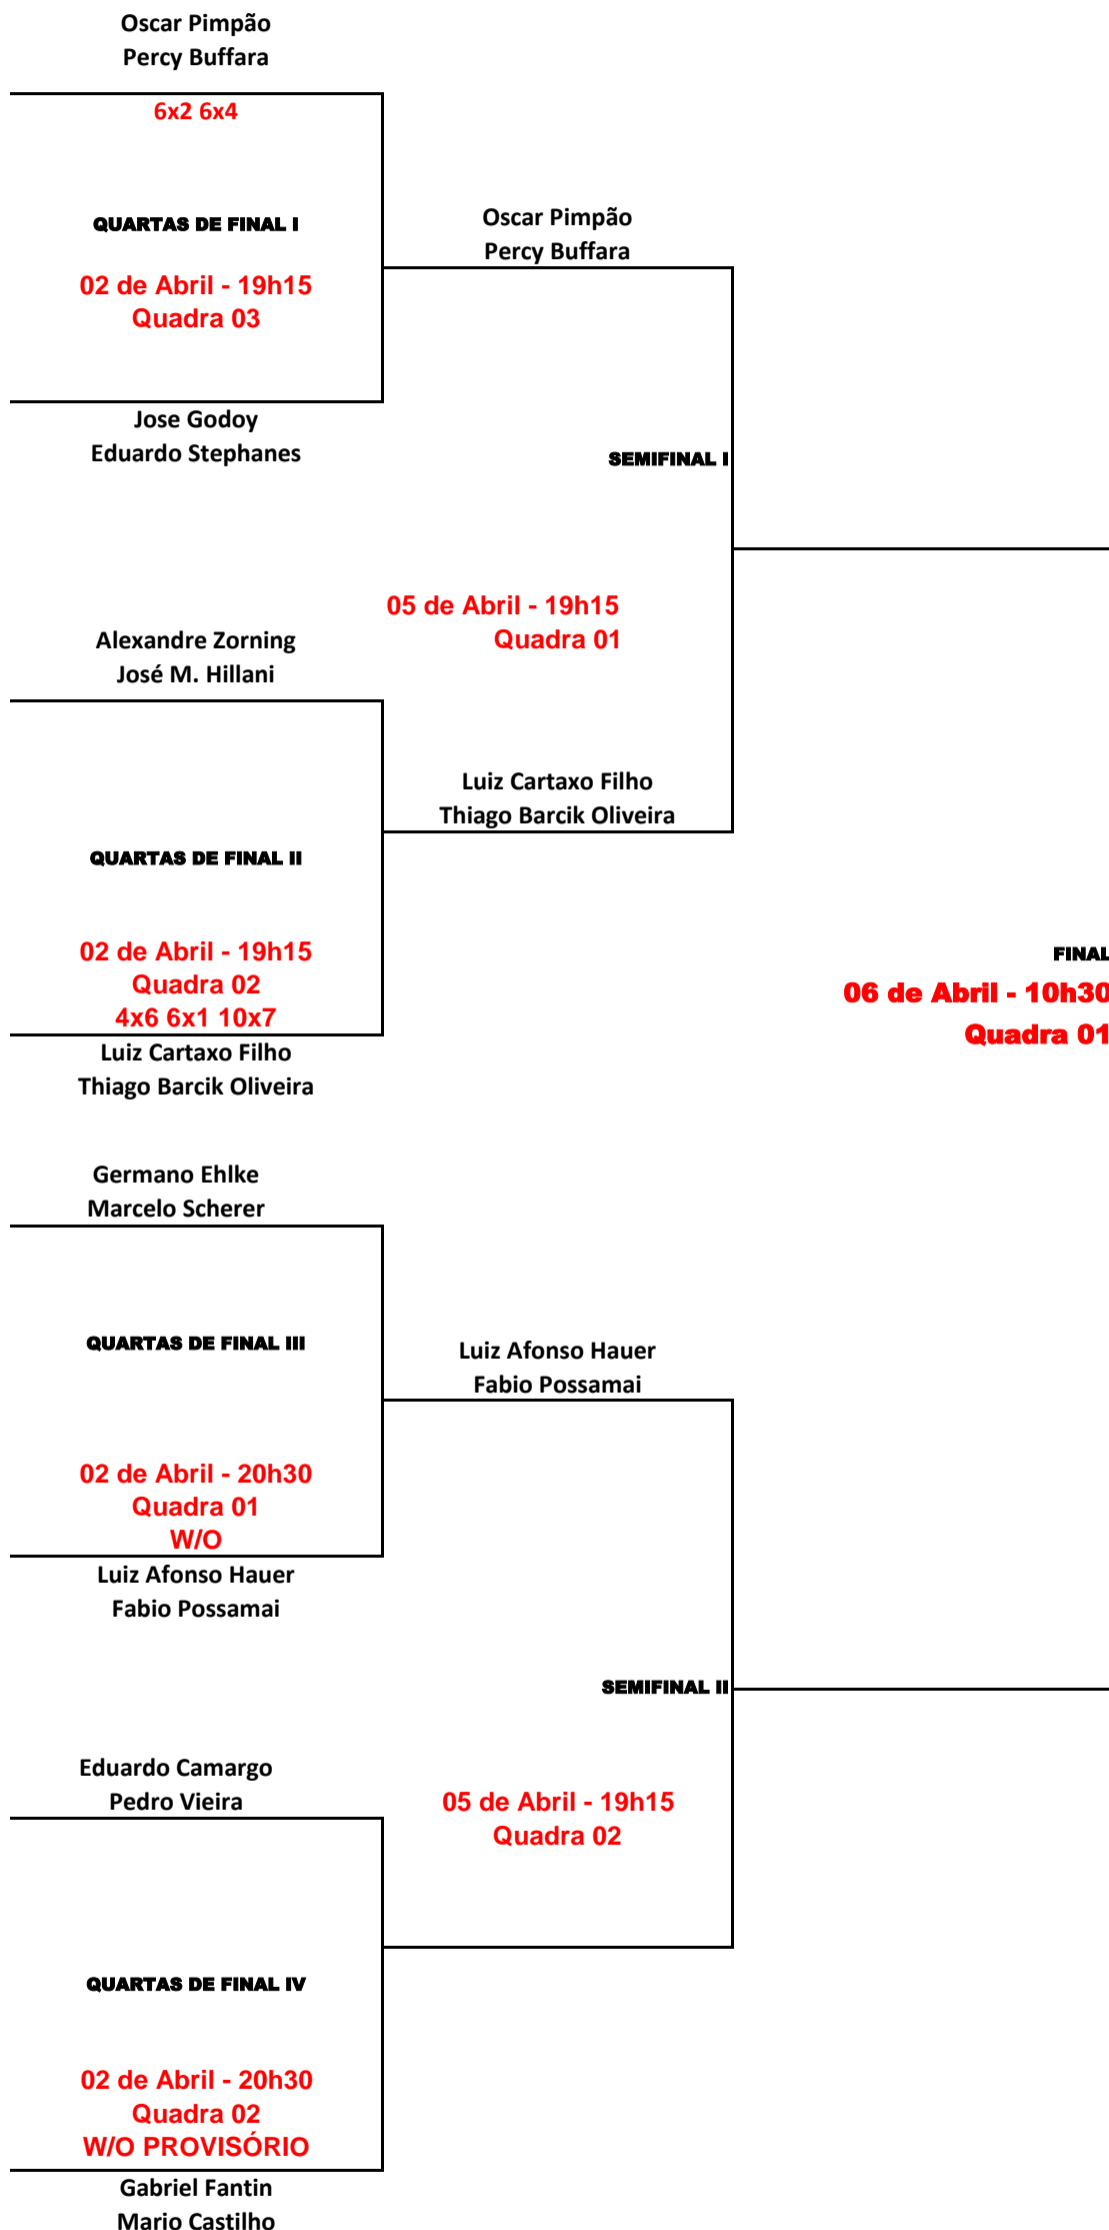 Oscar Pimpão
Percy Buffara
6x2 6x4
QUARTAS DE FINAL I
02 de Abril - 19h15
Quadra 03
Jose Godoy
Eduardo Stephanes
Oscar Pimpão
Percy Buffara
SEMIFINAL I
05 de Abril - 19h15
Quadra 01
Alexandre Zorning
José M. Hillani
QUARTAS DE FINAL II
02 de Abril - 19h15
Quadra 02
4x6 6x1 10x7
Luiz Cartaxo Filho
Thiago Barcik Oliveira
Luiz Cartaxo Filho
Thiago Barcik Oliveira
FINAL
06 de Abril - 10h30
Quadra 01
Germano Ehlke
Marcelo Scherer
QUARTAS DE FINAL III
02 de Abril - 20h30
Quadra 01
W/O
Luiz Afonso Hauer
Fabio Possamai
Luiz Afonso Hauer
Fabio Possamai
SEMIFINAL II
05 de Abril - 19h15
Quadra 02
Eduardo Camargo
Pedro Vieira
QUARTAS DE FINAL IV
02 de Abril - 20h30
Quadra 02
W/O PROVISÓRIO
Gabriel Fantin
Mario Castilho